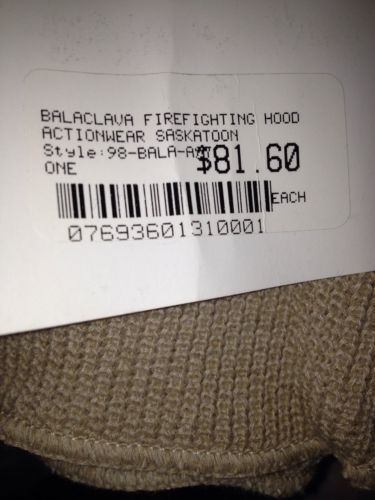 BALACLAVA FIREFIGHTING HOOD
ACTIONWEAR SASKATOON
Style:98-BALA-
$81.60
ONE
EACH
07693601310001